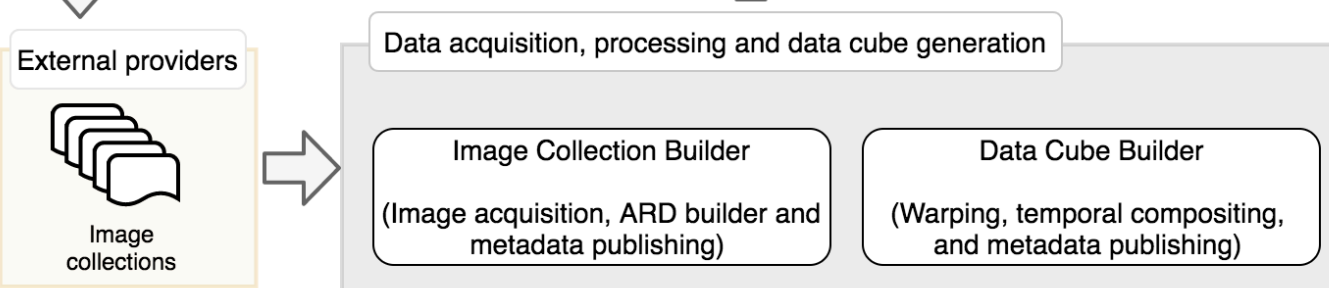 External providers
Image
collections
Data acquisition, processing and data cube generation
Image Collection Builder
(Image acquisition, ARD builder and
metadata publishing)
Data Cube Builder
(Warping, temporal compositing,
and metadata publishing)